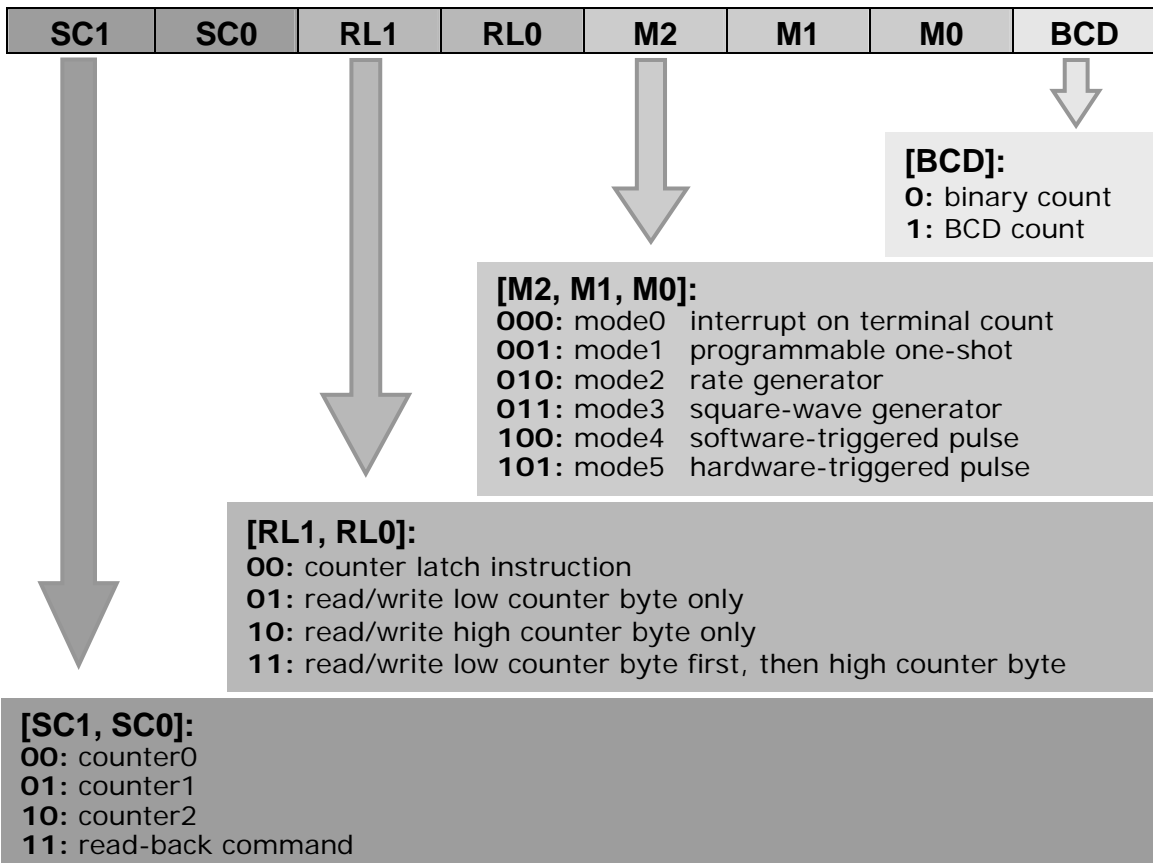 SC1 SC0 RL1 RL0 M2 M1 M0 BCD
[BCD]:
0: binary count
1: BCD count
[M2, M1, M0]:
000: mode0 interrupt on terminal count
001: mode1 programmable one-shot
010: mode2 rate generator
011: mode3 square-wave generator
100: mode4 software-triggered pulse
101: mode5 hardware-triggered pulse
[RL1, RL0]:
00: counter latch instruction
01: read/write low counter byte only
10: read/write high counter byte only
11: read/write low counter byte first, then high counter byte
[SC1, SC0]:
00: counter0
01: counter1
10: counter2
11: read-back command